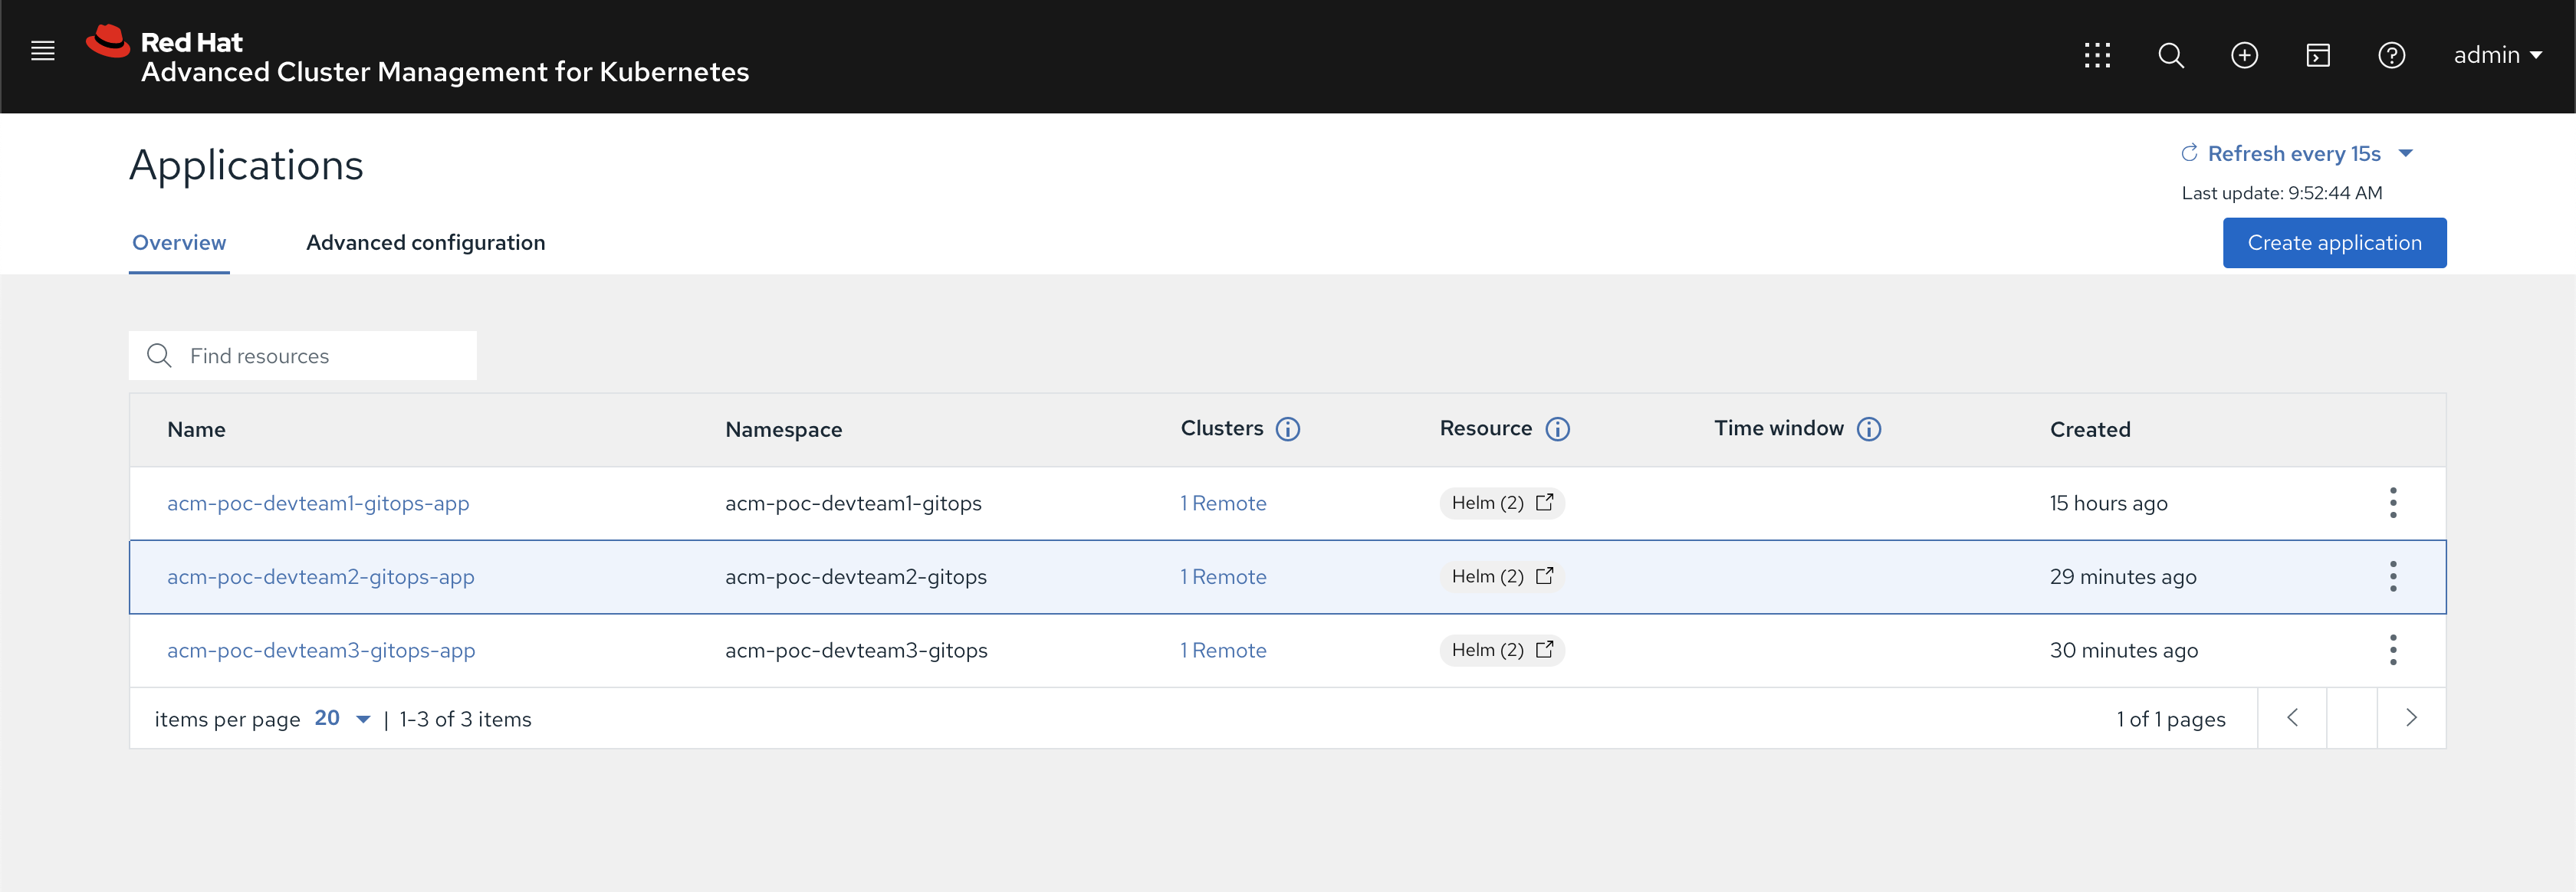 Red Hat
Advanced Cluster Management for Kubernetes
admin
Applications
Refresh every 15s
Last update: 9:52:44 AM
Overview Advanced configuration
Create application
Find resources
Name Namespace Clusters Resource Time window Created
acm-poc-devteam1-gitops-app acm-poc-devteam1-gitops 1 Remote Helm (2) 15 hours ago
acm-poc-devteam2-gitops-app acm-poc-devteam2-gitops 1 Remote Helm (2) 29 minutes ago
acm-poc-devteam3-gitops-app acm-poc-devteam3-gitops 1 Remote Helm (2) 30 minutes ago
items per page 20 | 1-3 of 3 items 1 of 1 pages